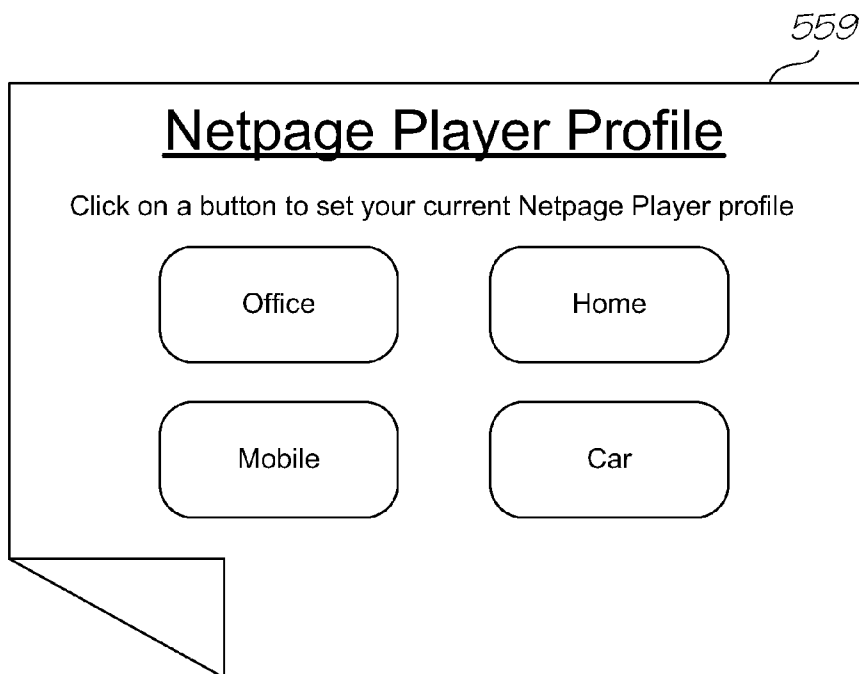 559
Netpage Player Profile
Click on a button to set your current Netpage Player profile
Office Home
Mobile Car